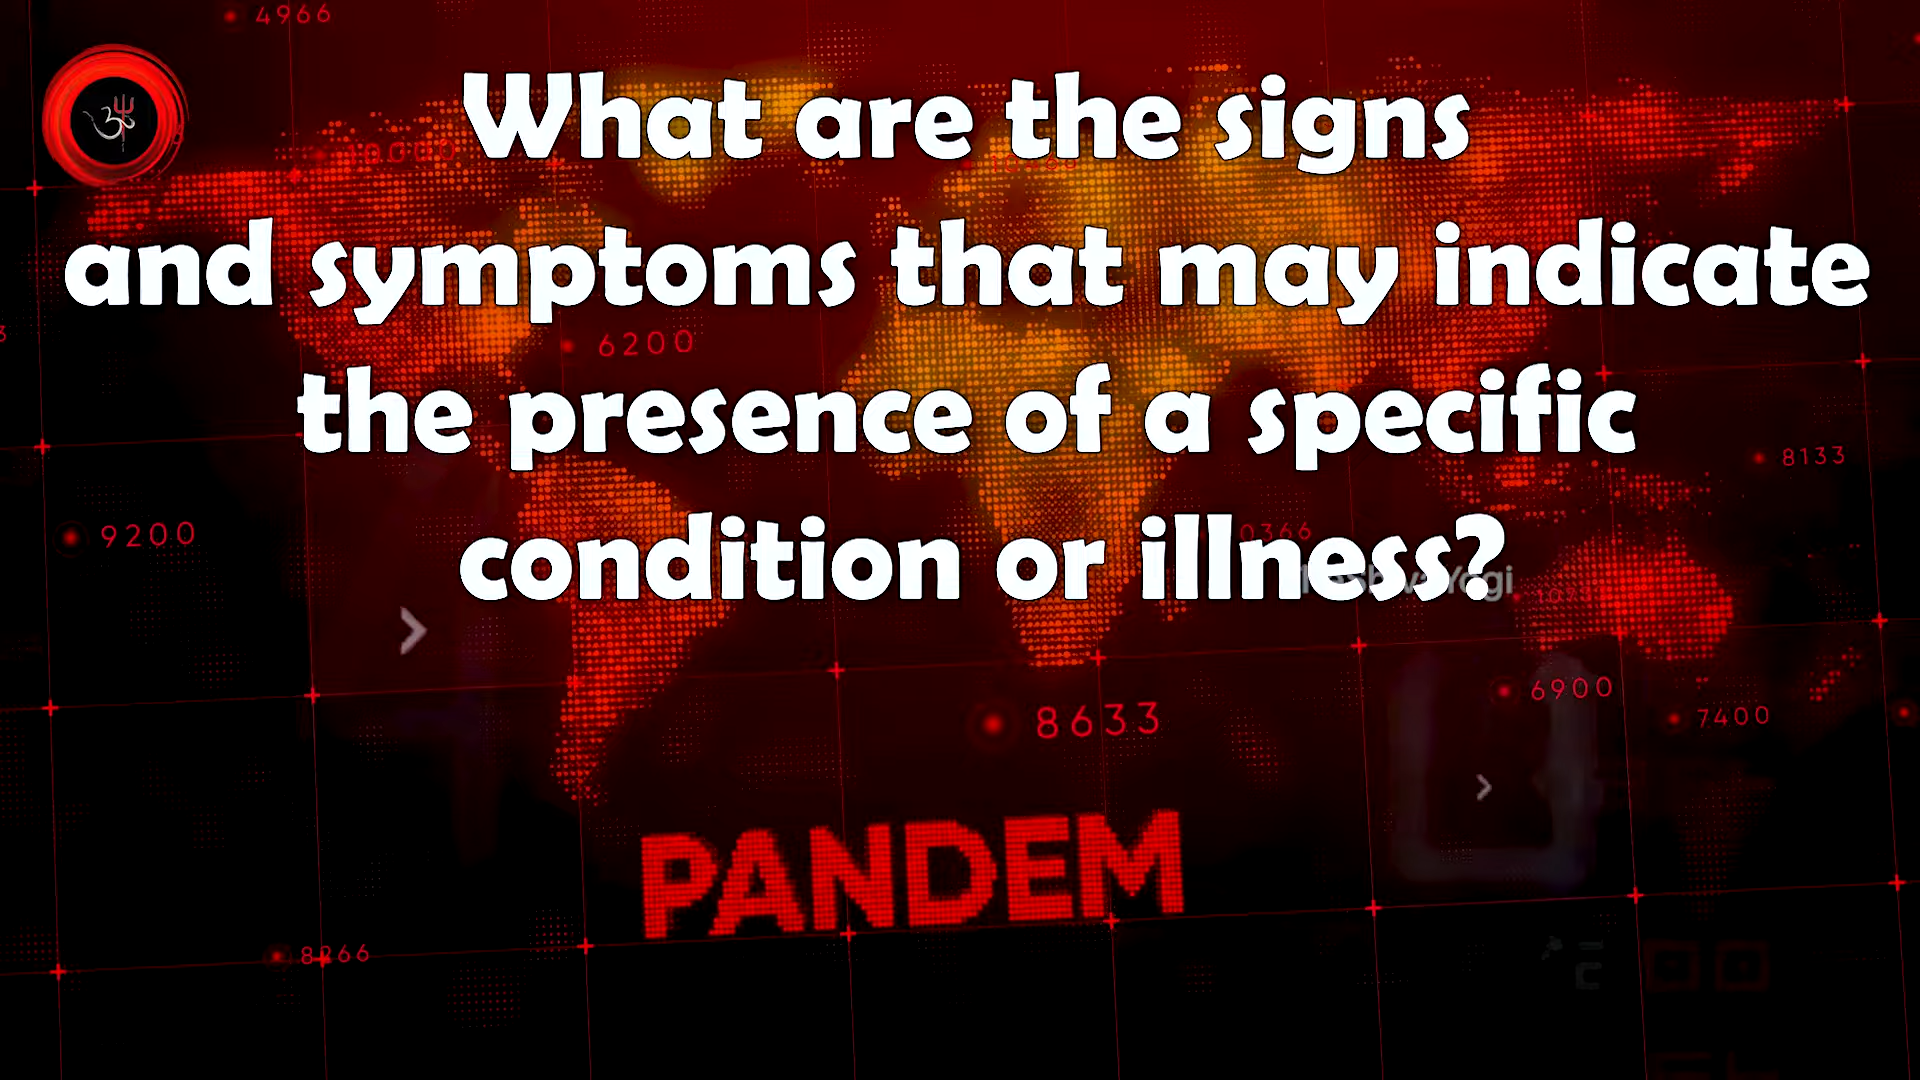 4966
What are the signs
and symptoms that may indicate
6200
the presence of a specific
8133
9200
condition or illness?
8633
6900
7400
PANDEM
8266